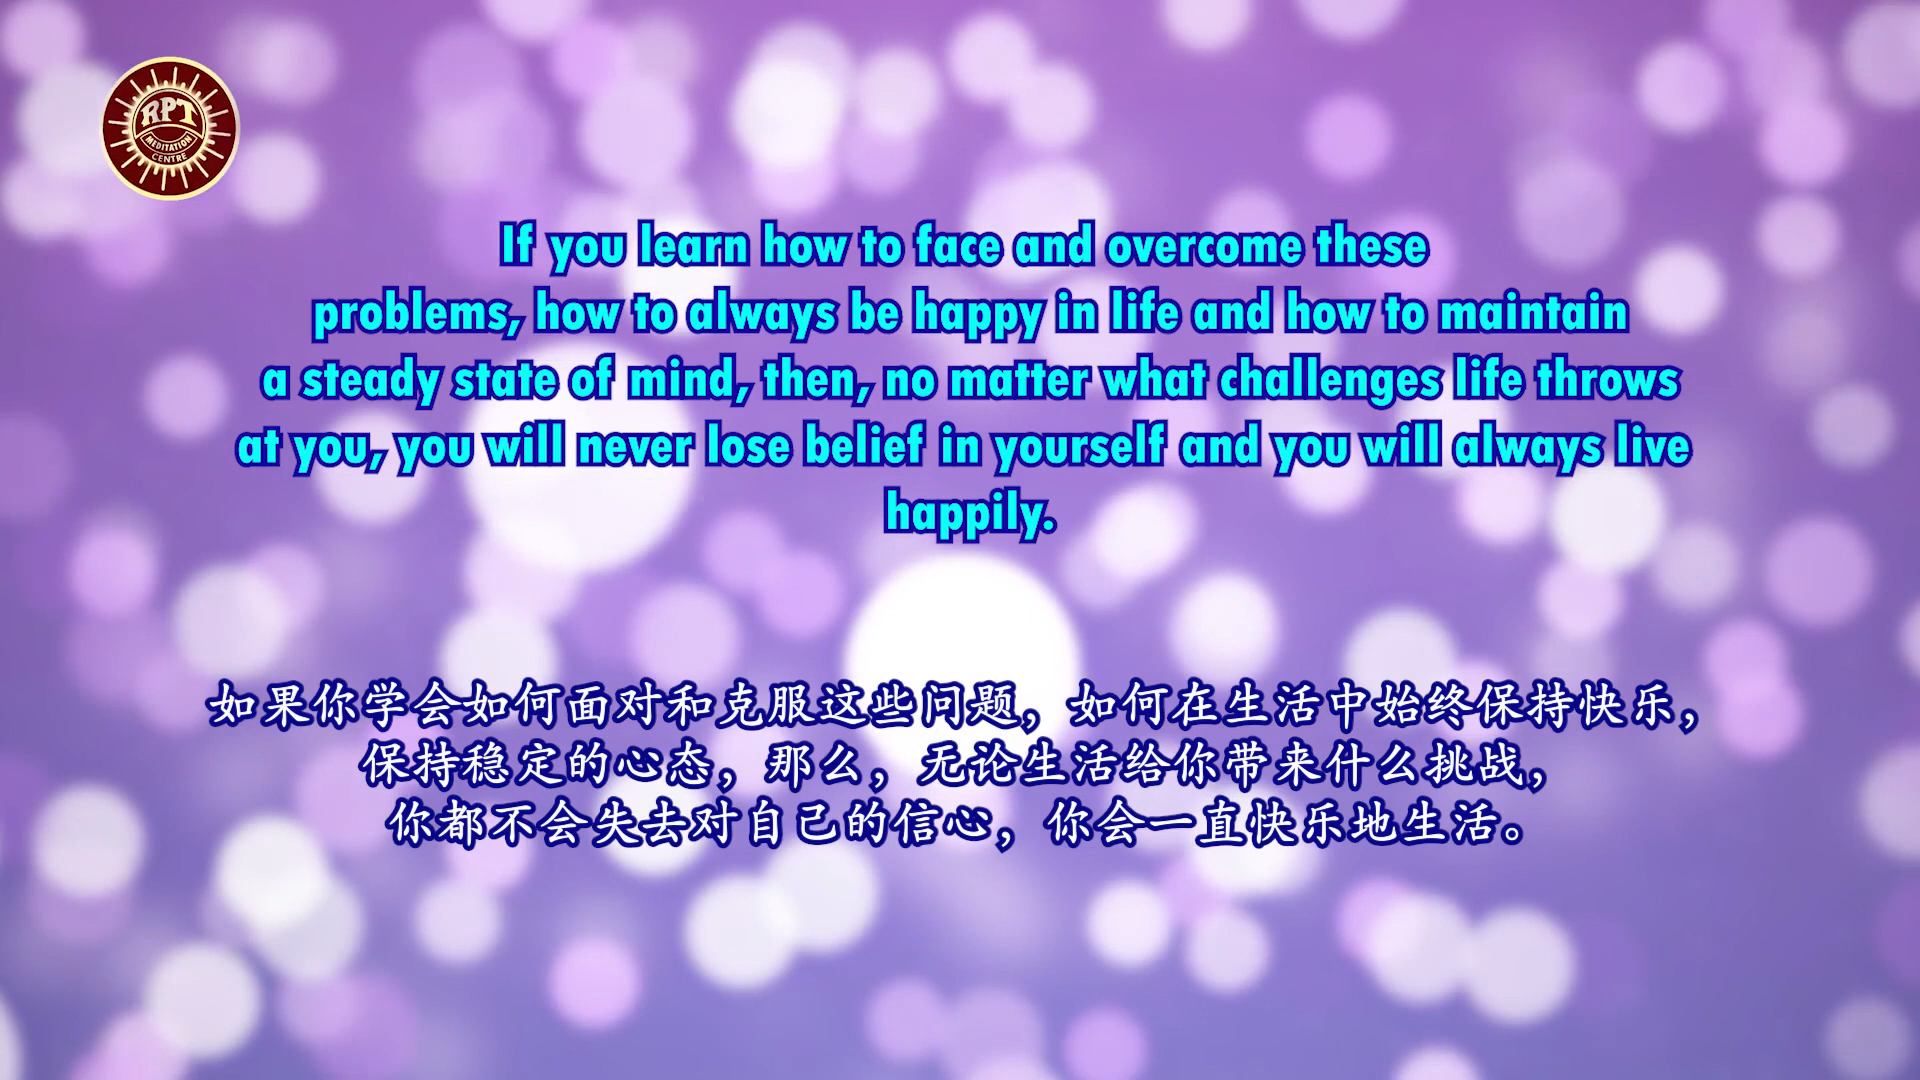 RPT
MEDITATION
CENTRE
If you learn how to face and overcome these
problems, how to always be happy in life and how to maintain
a steady state of mind, then, no matter what challenges life throws
at you, you will never lose belief in yourself and you will always live
happily.
如果你学会如何面对和克服这些问题，如何在生活中始终保持快乐，
保持稳定的心态，那么，无论生活给你带来什么挑战，
你都不会失去对自己的信心，你会一直快乐地生活。